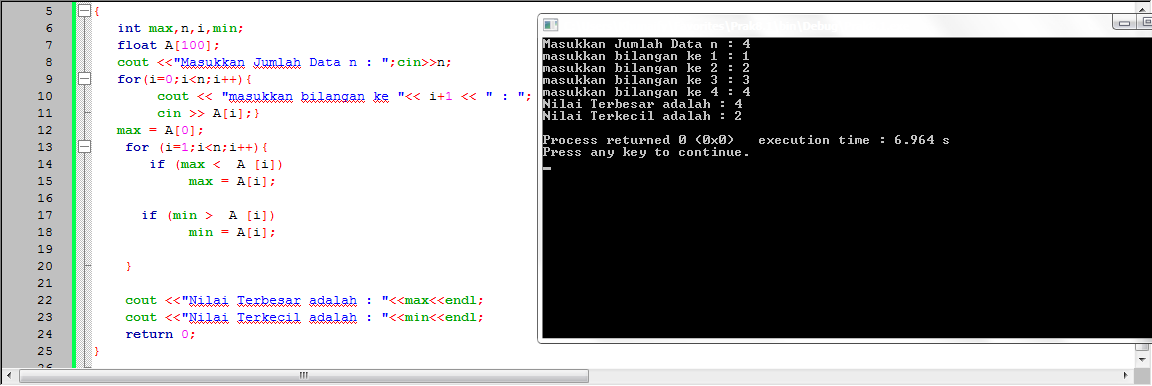 5 {
6 int max,n,i,min;
7 float A[100];
8 cout <<"Masukkan Jumlah Data n : ";cin>>n;
9 for(i=0;i<n;i++){
10 cout << "masukkan bilangan ke "<< i+1 << " : ";
11 cin >> A[i];}
12 max = A[0];
13 for (i=1;i<n;i++){
14 if (max <  A [i])
15 max = A[i];
16
17 if (min >  A [i])
18 min = A[i];
19
20 }
21
22 cout <<"Nilai Terbesar adalah : "<<max<<endl;
23 cout <<"Nilai Terkecil adalah : "<<min<<endl;
24 return 0;
25 }
Masukkan Jumlah Data n : 4
masukkan bilangan ke 1 : 1
masukkan bilangan ke 2 : 2
masukkan bilangan ke 3 : 3
masukkan bilangan ke 4 : 4
Nilai Terbesar adalah : 4
Nilai Terkecil adalah : 2
Process returned 0 (0x0)   execution time : 6.964 s
Press any key to continue.